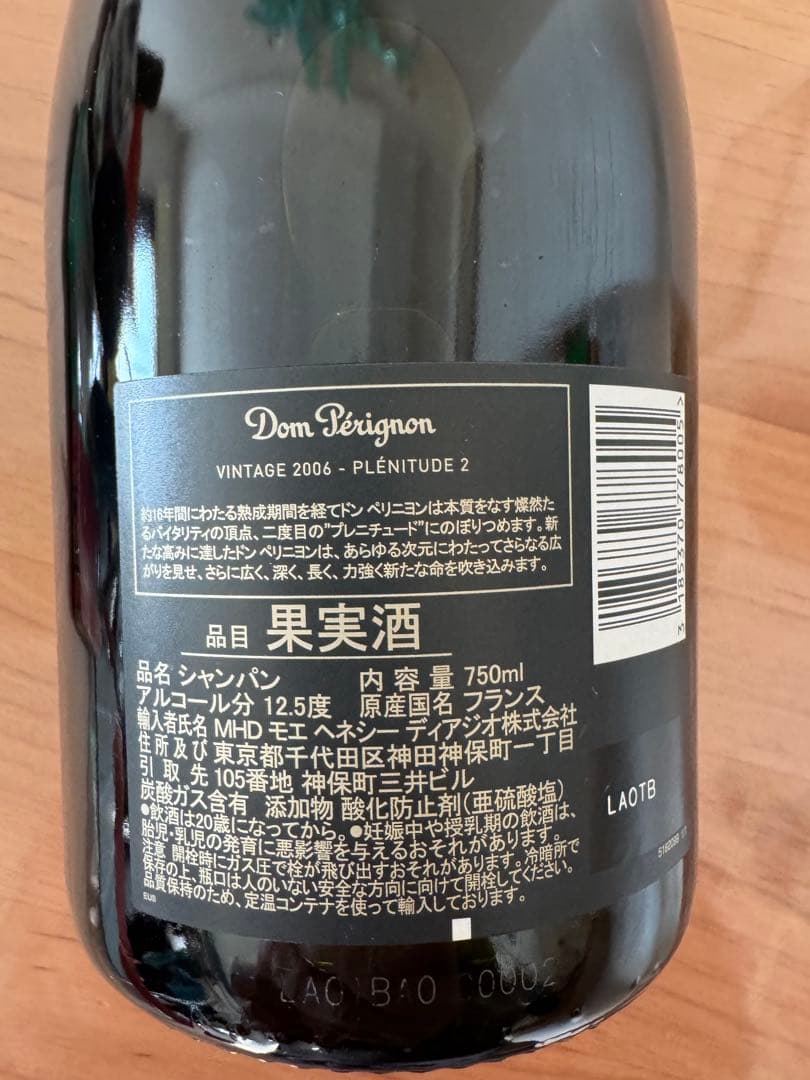 Dom Pérignon
VINTAGE 2006 - PLÉNITUDE 2
約16年間にわたる熟成期間を経てドン ペリニヨンは本質をなす燦然た
るバイタリティの頂点、二度目の"プレニチュード"にのぼりつめます。新
たな高みに達したドン ペリニヨンは、あらゆる次元にわたってさらなる広
がりを見せ、さらに広く、深く、長く、力強く新たな命を吹き込みます。
品目 果実酒
品名 シャンパン 内容量 750ml
アルコール分 12.5度 原産国名 フランス
輸入者氏名 MHD モエ ヘネシー ディアジオ株式会社
住所及び 東京都千代田区神田神保町一丁目
引取先 105番地 神保町三井ビル
炭酸ガス含有 添加物 酸化防止剤(亜硫酸塩)
●飲酒は20歳になってから。●妊娠中や授乳期の飲酒は、
胎児・乳児の発育に悪影響を与えるおそれがあります。
注意 開栓時にガス圧で栓が飛び出すおそれがあります。冷暗所で
保存の上、瓶口は人のいない安全な方向に向けて開栓してください。
品質保持のため、定温コンテナを使って輸入しております。
EUB
3 185370 778005 >
LAOTB
5162099